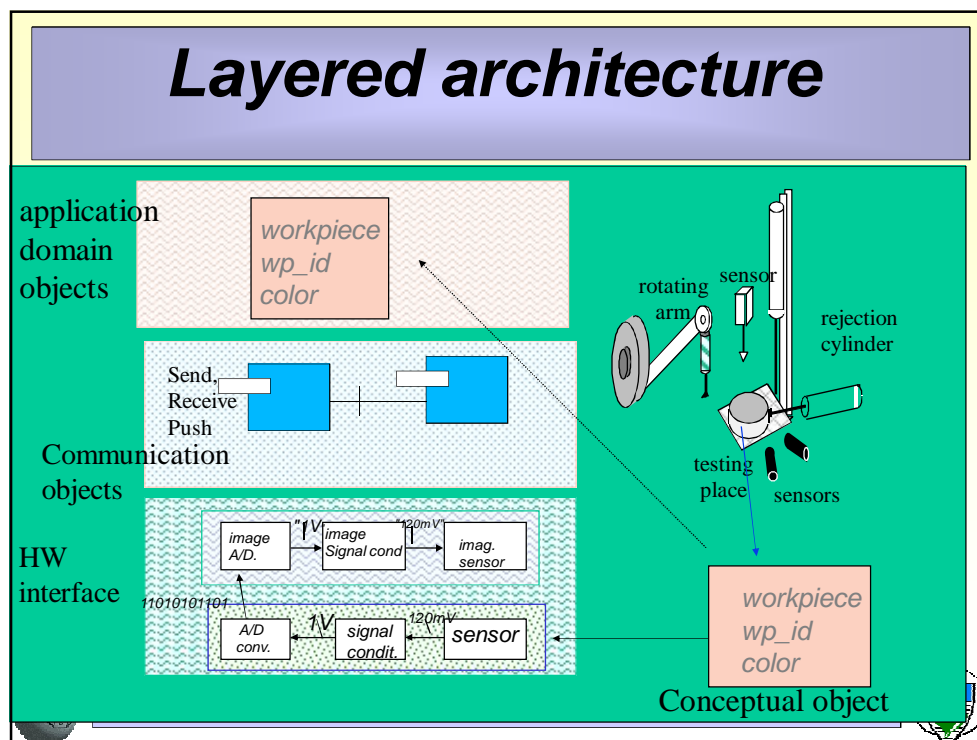 Layered architecture
application
domain
objects
workpiece
wp_id
color
Send,
Receive
Push
Communication
objects
HW
interface
image
A/D.
"1V"
image
Signal cond
"120mV"
imag.
sensor
11010101101
A/D
conv.
1V
signal
condit.
120mV
sensor
rotating
arm
sensor
rejection
cylinder
testing
place
sensors
workpiece
wp_id
color
Conceptual object